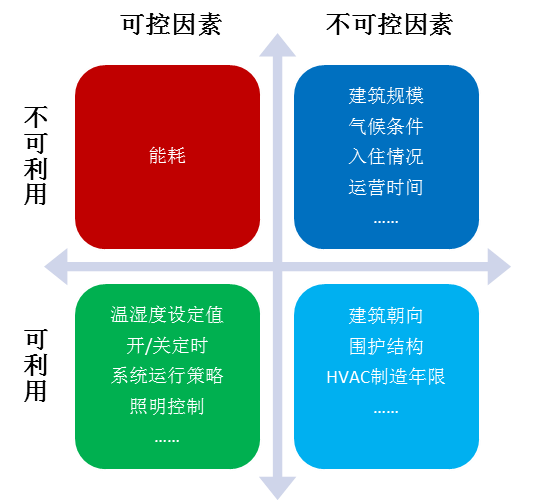 可控因素
不可控因素
不可利用
能耗
建筑规模
气候条件
入住情况
运营时间
……
可利用
温湿度设定值
开/关定时
系统运行策略
照明控制
……
建筑朝向
围护结构
HVAC制造年限
……